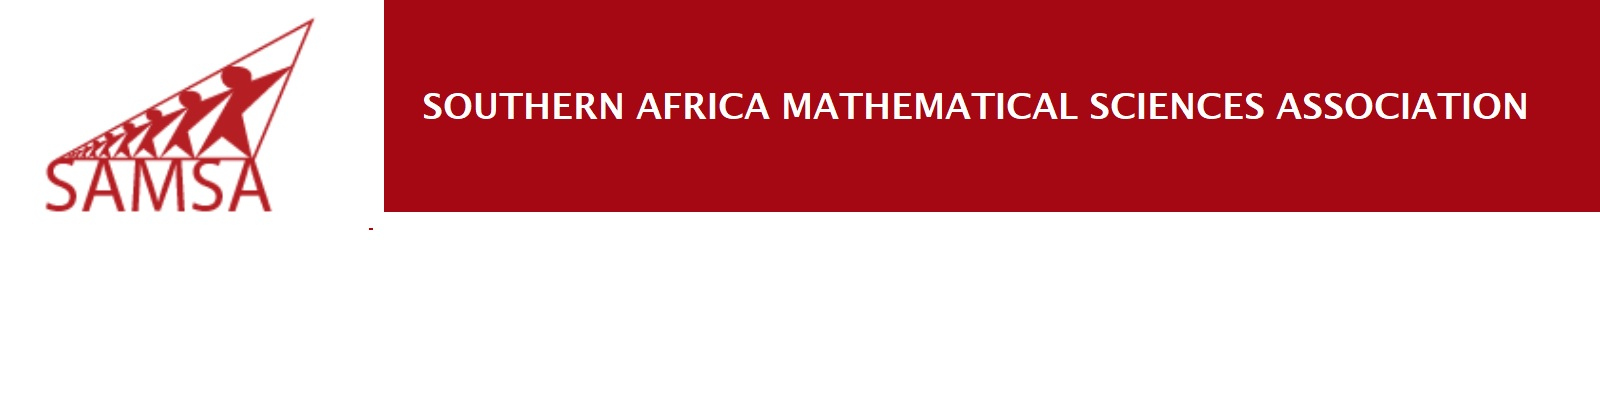 SAMSA
SOUTHERN AFRICA MATHEMATICAL SCIENCES ASSOCIATION